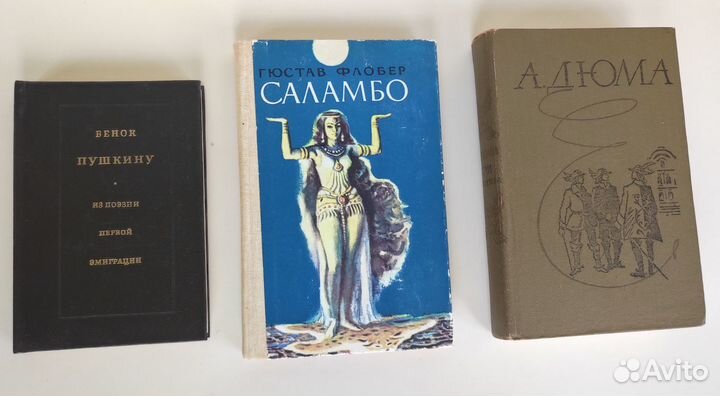 ВЕНОК
ПУШКИНУ
ИЗ ПОЭЗИИ
ПЕРВОЙ
ЭМИГРАЦИИ
ГЮСТАВ ФЛОБЕР
САЛАМБО
А. ДЮМА
Avito